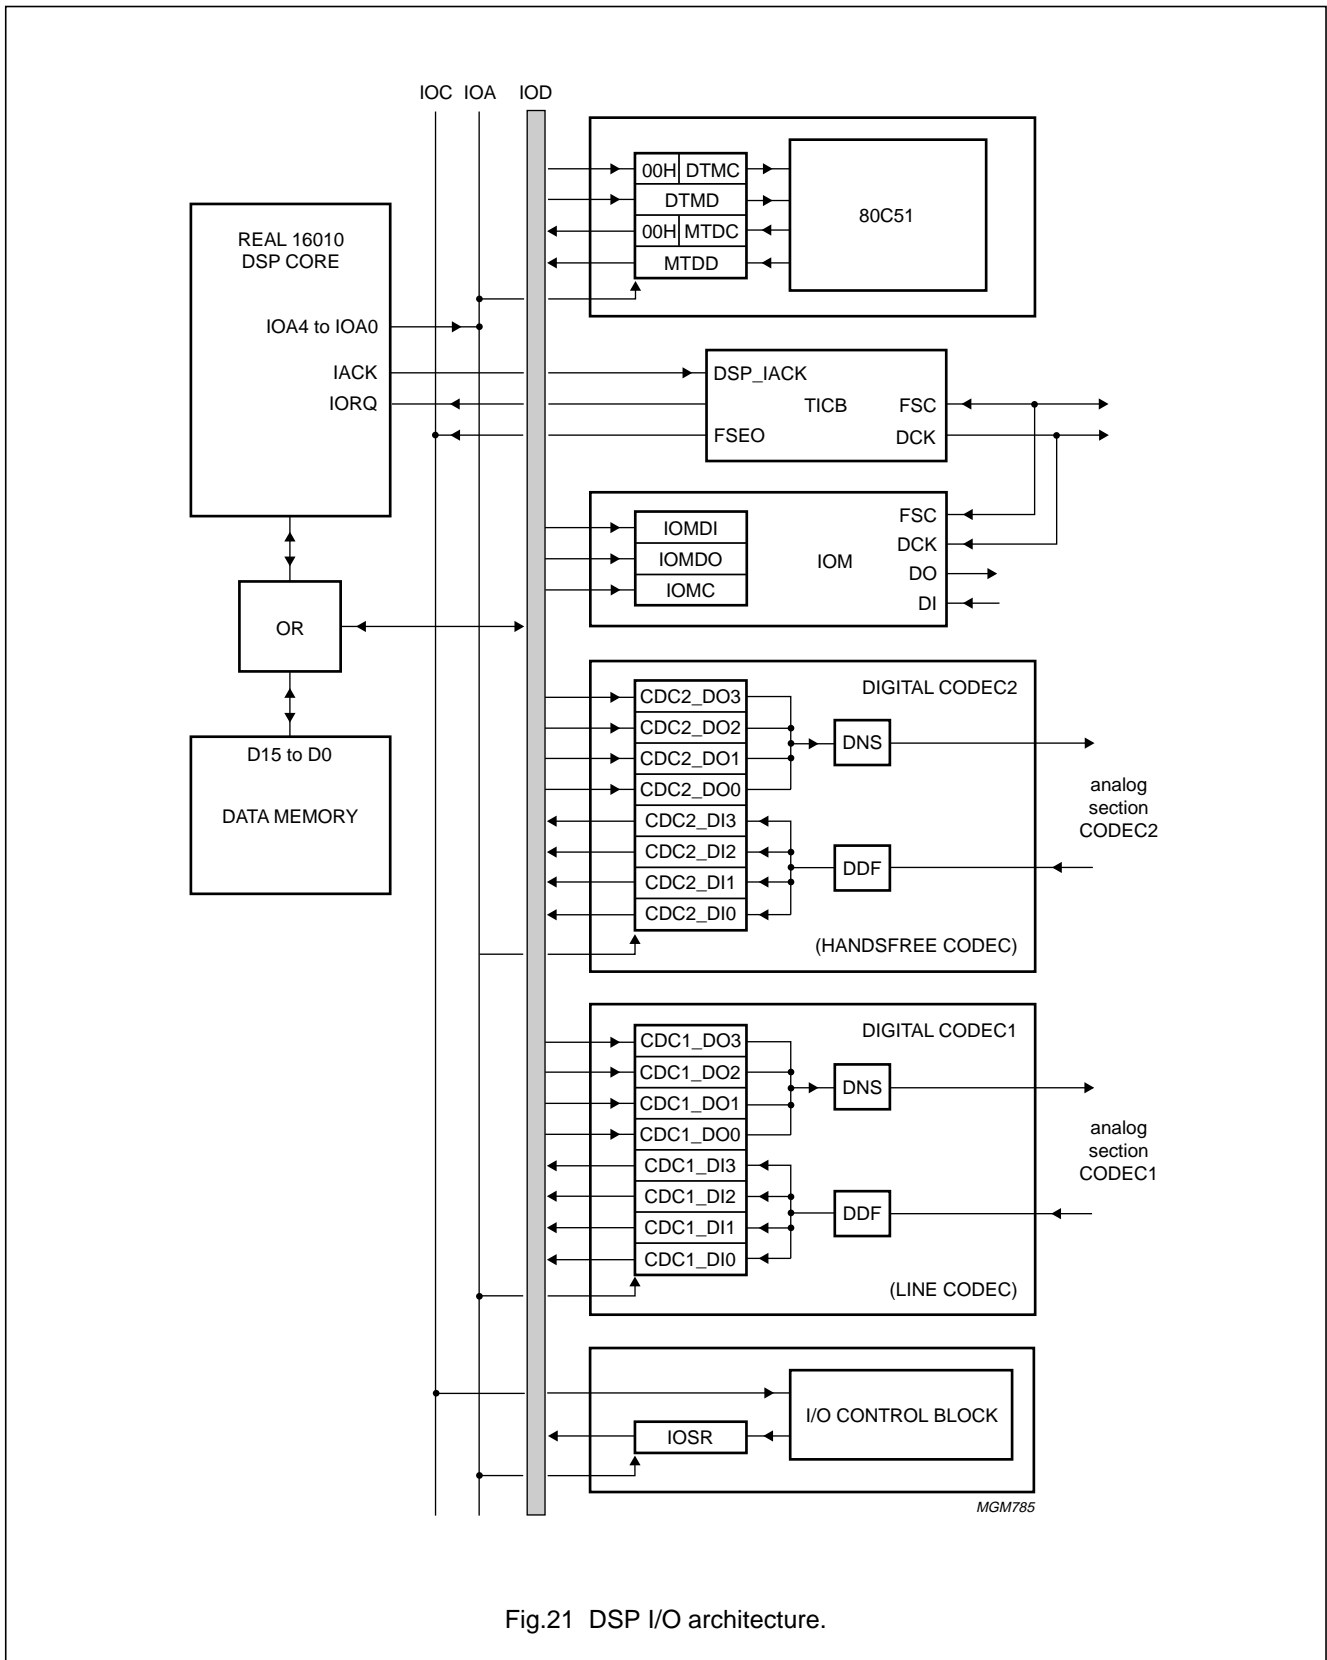 IOC IOA IOD
REAL 16010
DSP CORE
IOA4 to IOA0
IACK
IORQ
OR
D15 to D0
DATA MEMORY
00H DTMC
DTMD
00H MTDC
MTDD
80C51
DSP_IACK
TICB
FSC
FSEO
DCK
IOMDI
IOMDO
IOMC
IOM
FSC
DCK
DO
DI
DIGITAL CODEC2
CDC2_DO3
CDC2_DO2
CDC2_DO1
CDC2_DO0
CDC2_DI3
CDC2_DI2
CDC2_DI1
CDC2_DI0
DNS
DDF
(HANDSFREE CODEC)
analog
section
CODEC2
DIGITAL CODEC1
CDC1_DO3
CDC1_DO2
CDC1_DO1
CDC1_DO0
CDC1_DI3
CDC1_DI2
CDC1_DI1
CDC1_DI0
DNS
DDF
(LINE CODEC)
analog
section
CODEC1
I/O CONTROL BLOCK
IOSR
MGM785
Fig.21 DSP I/O architecture.